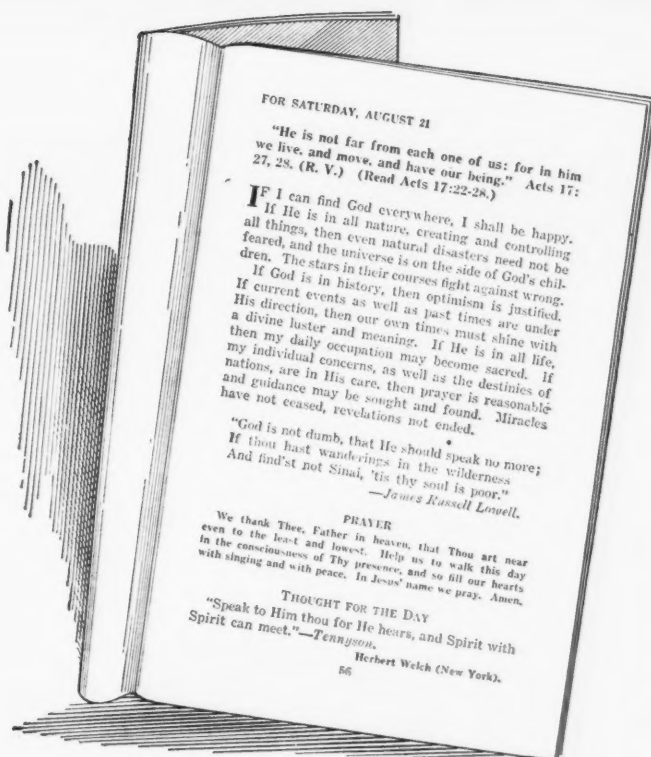 FOR SATURDAY, AUGUST 21
"He is not far from each one of us: for in him
we live, and move, and have our being." Acts 17:
27, 28. (R. V.) (Read Acts 17:22-28.)
IF I can find God everywhere, I shall be happy.
If He is in all nature, creating and controlling
all things, then even natural disasters need not be
feared, and the universe is on the side of God's chil-
dren. The stars in their courses fight against wrong.
If God is in history, then optimism is justified.
If current events as well as past times are under
His direction, then our own times must shine with
a divine luster and meaning. If He is in all life,
then my daily occupation may become sacred. If
my individual concerns, as well as the destinies of
nations, are in His care, then prayer is reasonable
and guidance may be sought and found. Miracles
have not ceased, revelations not ended.
"God is not dumb, that He should speak no more;
If thou hast wanderings in the wilderness
And find'st not Sinai, 'tis thy soul is poor."
—James Russell Lowell.
PRAYER
We thank Thee, Father in heaven, that Thou art near
even to the least and lowest. Help us to walk this day
in the consciousness of Thy presence, and so fill our hearts
with singing and with peace. In Jesus' name we pray. Amen.
THOUGHT FOR THE DAY
"Speak to Him thou for He hears, and Spirit with
Spirit can meet."—Tennyson.
Herbert Welch (New York).
56